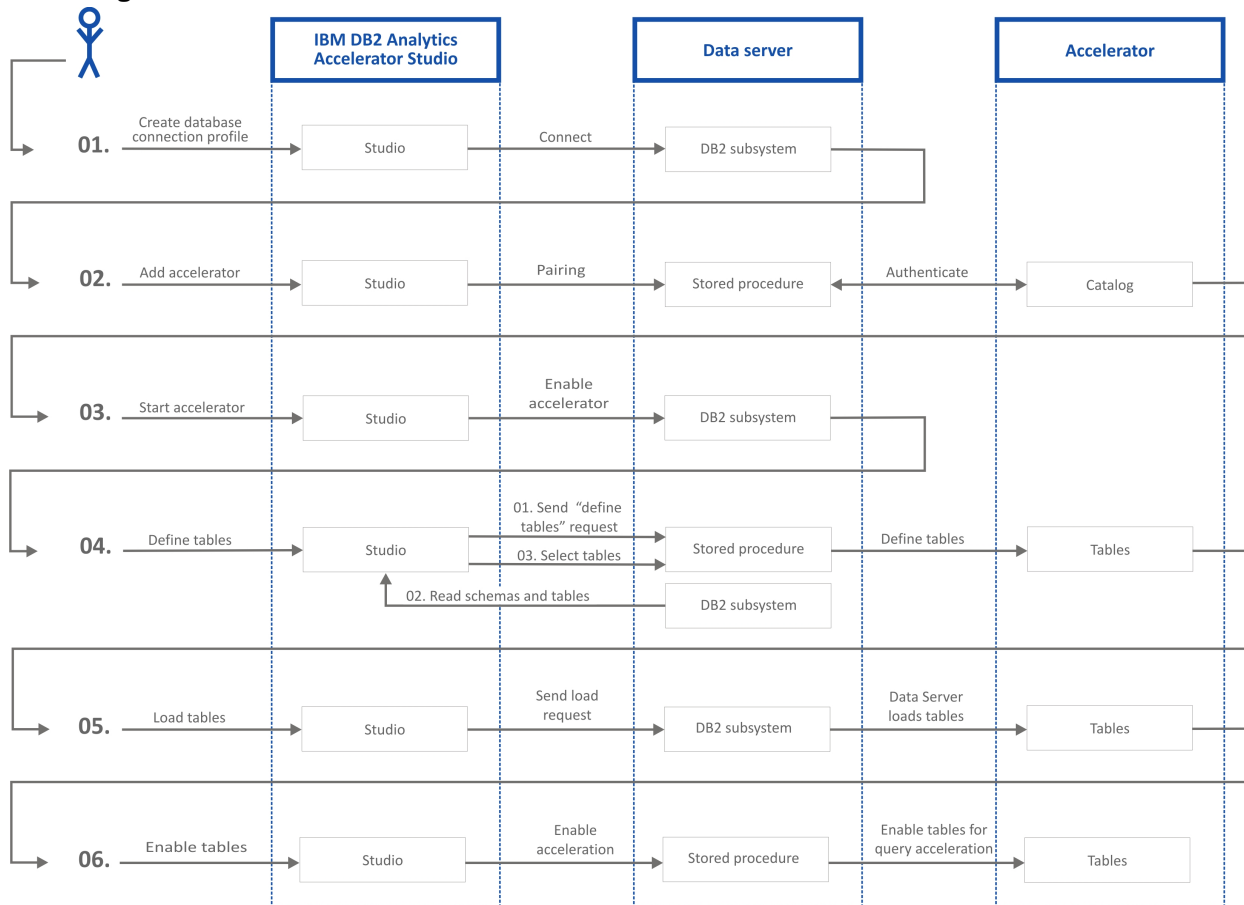 IBM DB2 Analytics
Accelerator Studio
Data server
Accelerator
01.
Create database
connection profile
Studio
Connect
DB2 subsystem
02.
Add accelerator
Studio
Pairing
Stored procedure
Authenticate
Catalog
03.
Start accelerator
Studio
Enable
accelerator
DB2 subsystem
04.
Define tables
Studio
01. Send “define
tables” request
03. Select tables
02. Read schemas and tables
Stored procedure
DB2 subsystem
Define tables
Tables
05.
Load tables
Studio
Send load
request
DB2 subsystem
Data Server
loads tables
Tables
06.
Enable tables
Studio
Enable
acceleration
Stored procedure
Enable tables for
query acceleration
Tables